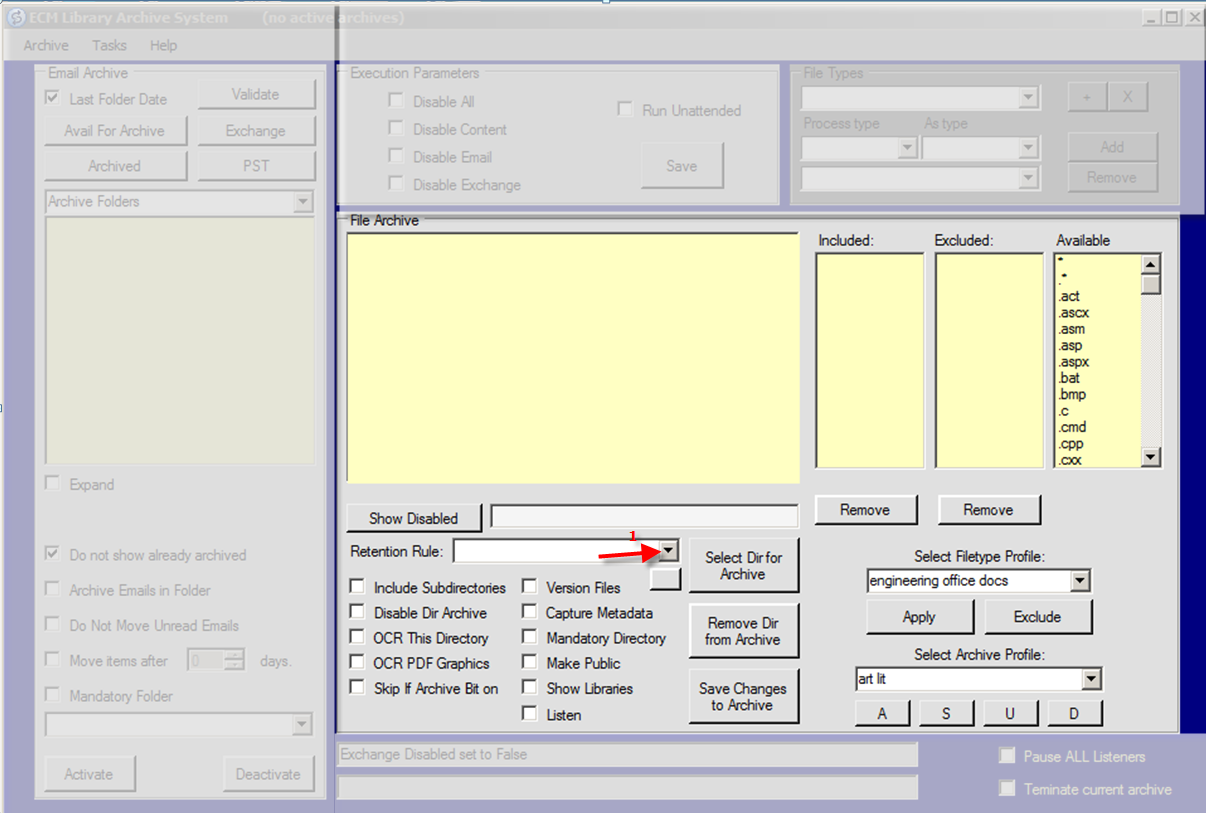 ECM Library Archive System (no active archives)
Archive Tasks Help
Email Archive
Last Folder Date
Validate
Avail For Archive
Exchange
Archived
PST
Archive Folders
Expand
Do not show already archived
Archive Emails in Folder
Do Not Move Unread Emails
Move items after 0 days.
Mandatory Folder
Activate
Deactivate
Execution Parameters
Disable All
Disable Content
Disable Email
Disable Exchange
Run Unattended
Save
File Types
+ X
Process type As type
Add
Remove
File Archive
Show Disabled
Retention Rule:
1
Include Subdirectories
Disable Dir Archive
OCR This Directory
OCR PDF Graphics
Skip If Archive Bit on
Version Files
Capture Metadata
Mandatory Directory
Make Public
Show Libraries
Listen
Select Dir for
Archive
Remove Dir
from Archive
Save Changes
to Archive
Included:
Excluded:
Available
*
.*
.act
.ascx
.asm
.asp
.aspx
.bat
.bmp
.c
.cmd
.cpp
.cxx
Remove
Remove
Select Filetype Profile:
engineering office docs
Apply
Exclude
Select Archive Profile:
art lit
A S U D
Exchange Disabled set to False
Pause ALL Listeners
Teminate current archive